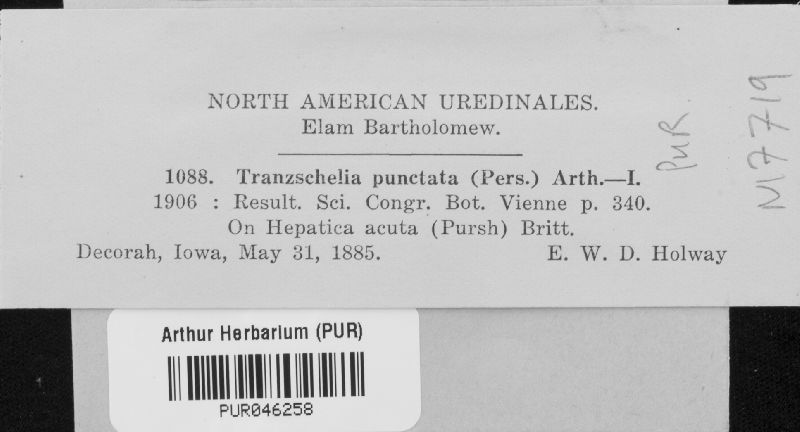 NORTH AMERICAN UREDINALES.
Elam Bartholomew.
1088. Tranzschelia punctata (Pers.) Arth.—I.
1906 : Result. Sci. Congr. Bot. Vienne p. 340.
On Hepatica acuta (Pursh) Britt.
Decorah, Iowa, May 31, 1885. E. W. D. Holway
PUR.
N17719
Arthur Herbarium (PUR)
PUR046258